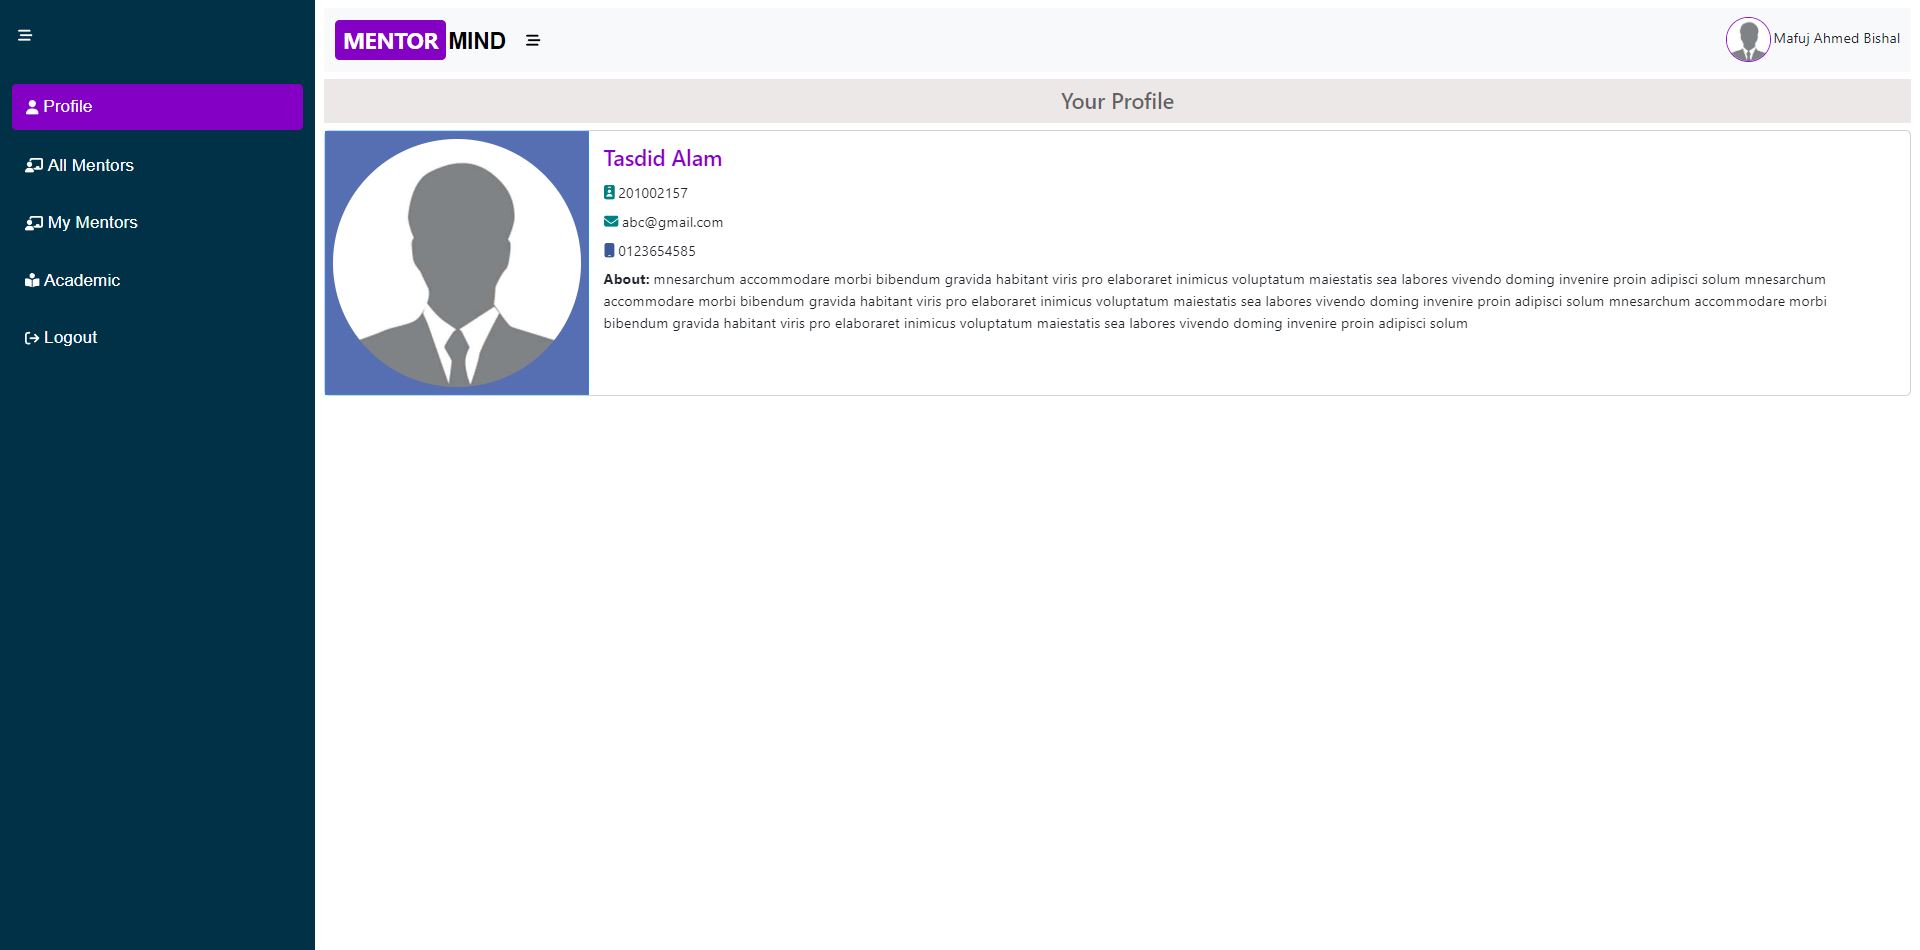 MENTOR MIND
Mafuj Ahmed Bishal
Profile
All Mentors
My Mentors
Academic
Logout
Your Profile
Tasdid Alam
201002157
abc@gmail.com
0123654585
About: mnesarchum accommodare morbi bibendum gravida habitant viris pro elaboraret inimicus voluptatum maiestatis sea labores vivendo doming invenire proin adipisci solum mnesarchum
accommodare morbi bibendum gravida habitant viris pro elaboraret inimicus voluptatum maiestatis sea labores vivendo doming invenire proin adipisci solum mnesarchum accommodare morbi
bibendum gravida habitant viris pro elaboraret inimicus voluptatum maiestatis sea labores vivendo doming invenire proin adipisci solum